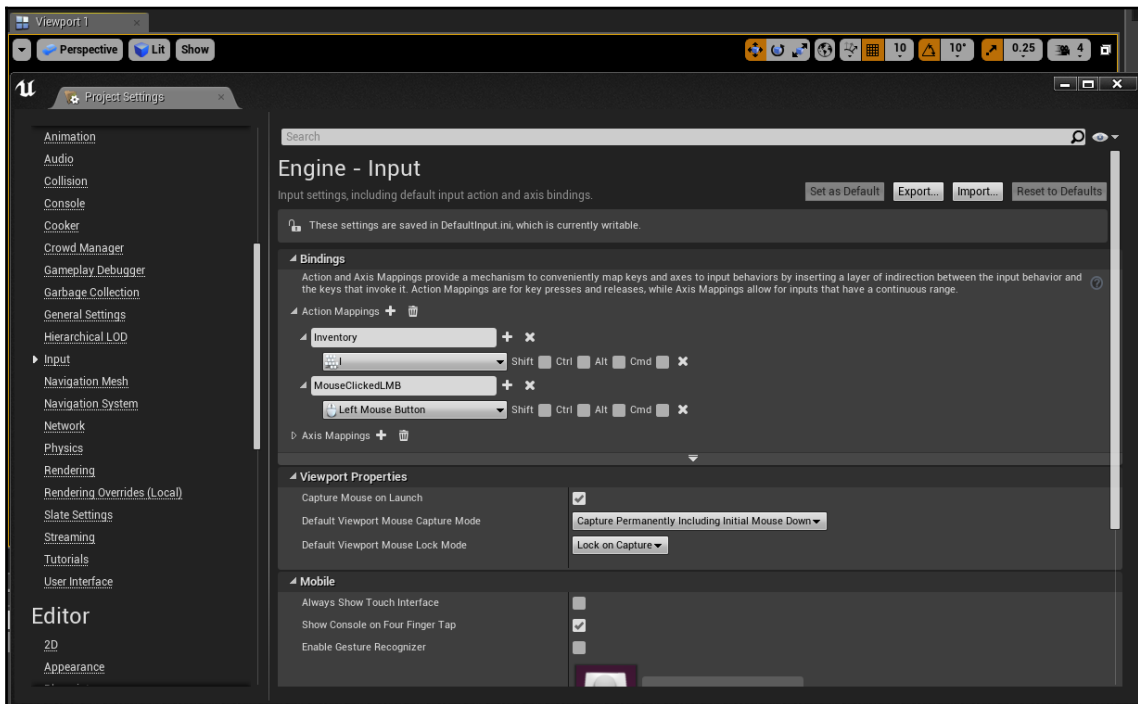 Viewport 1
Perspective Lit Show 10 10° 0.25 4
Project Settings
Animation
Audio
Collision
Console
Cooker
Crowd Manager
Gameplay Debugger
Garbage Collection
General Settings
Hierarchical LOD
Input
Navigation Mesh
Navigation System
Network
Physics
Rendering
Rendering Overrides (Local)
Slate Settings
Streaming
Tutorials
User Interface
Editor
2D
Appearance
Search
Engine - Input
Input settings, including default input action and axis bindings.
Set as Default Export... Import... Reset to Defaults
These settings are saved in DefaultInput.ini, which is currently writable.
Bindings
Action and Axis Mappings provide a mechanism to conveniently map keys and axes to input behaviors by inserting a layer of indirection between the input behavior and
the keys that invoke it. Action Mappings are for key presses and releases, while Axis Mappings allow for inputs that have a continuous range.
Action Mappings
Inventory
I Shift Ctrl Alt Cmd
MouseClickedLMB
Left Mouse Button Shift Ctrl Alt Cmd
Axis Mappings
Viewport Properties
Capture Mouse on Launch
Default Viewport Mouse Capture Mode Capture Permanently Including Initial Mouse Down
Default Viewport Mouse Lock Mode Lock on Capture
Mobile
Always Show Touch Interface
Show Console on Four Finger Tap
Enable Gesture Recognizer